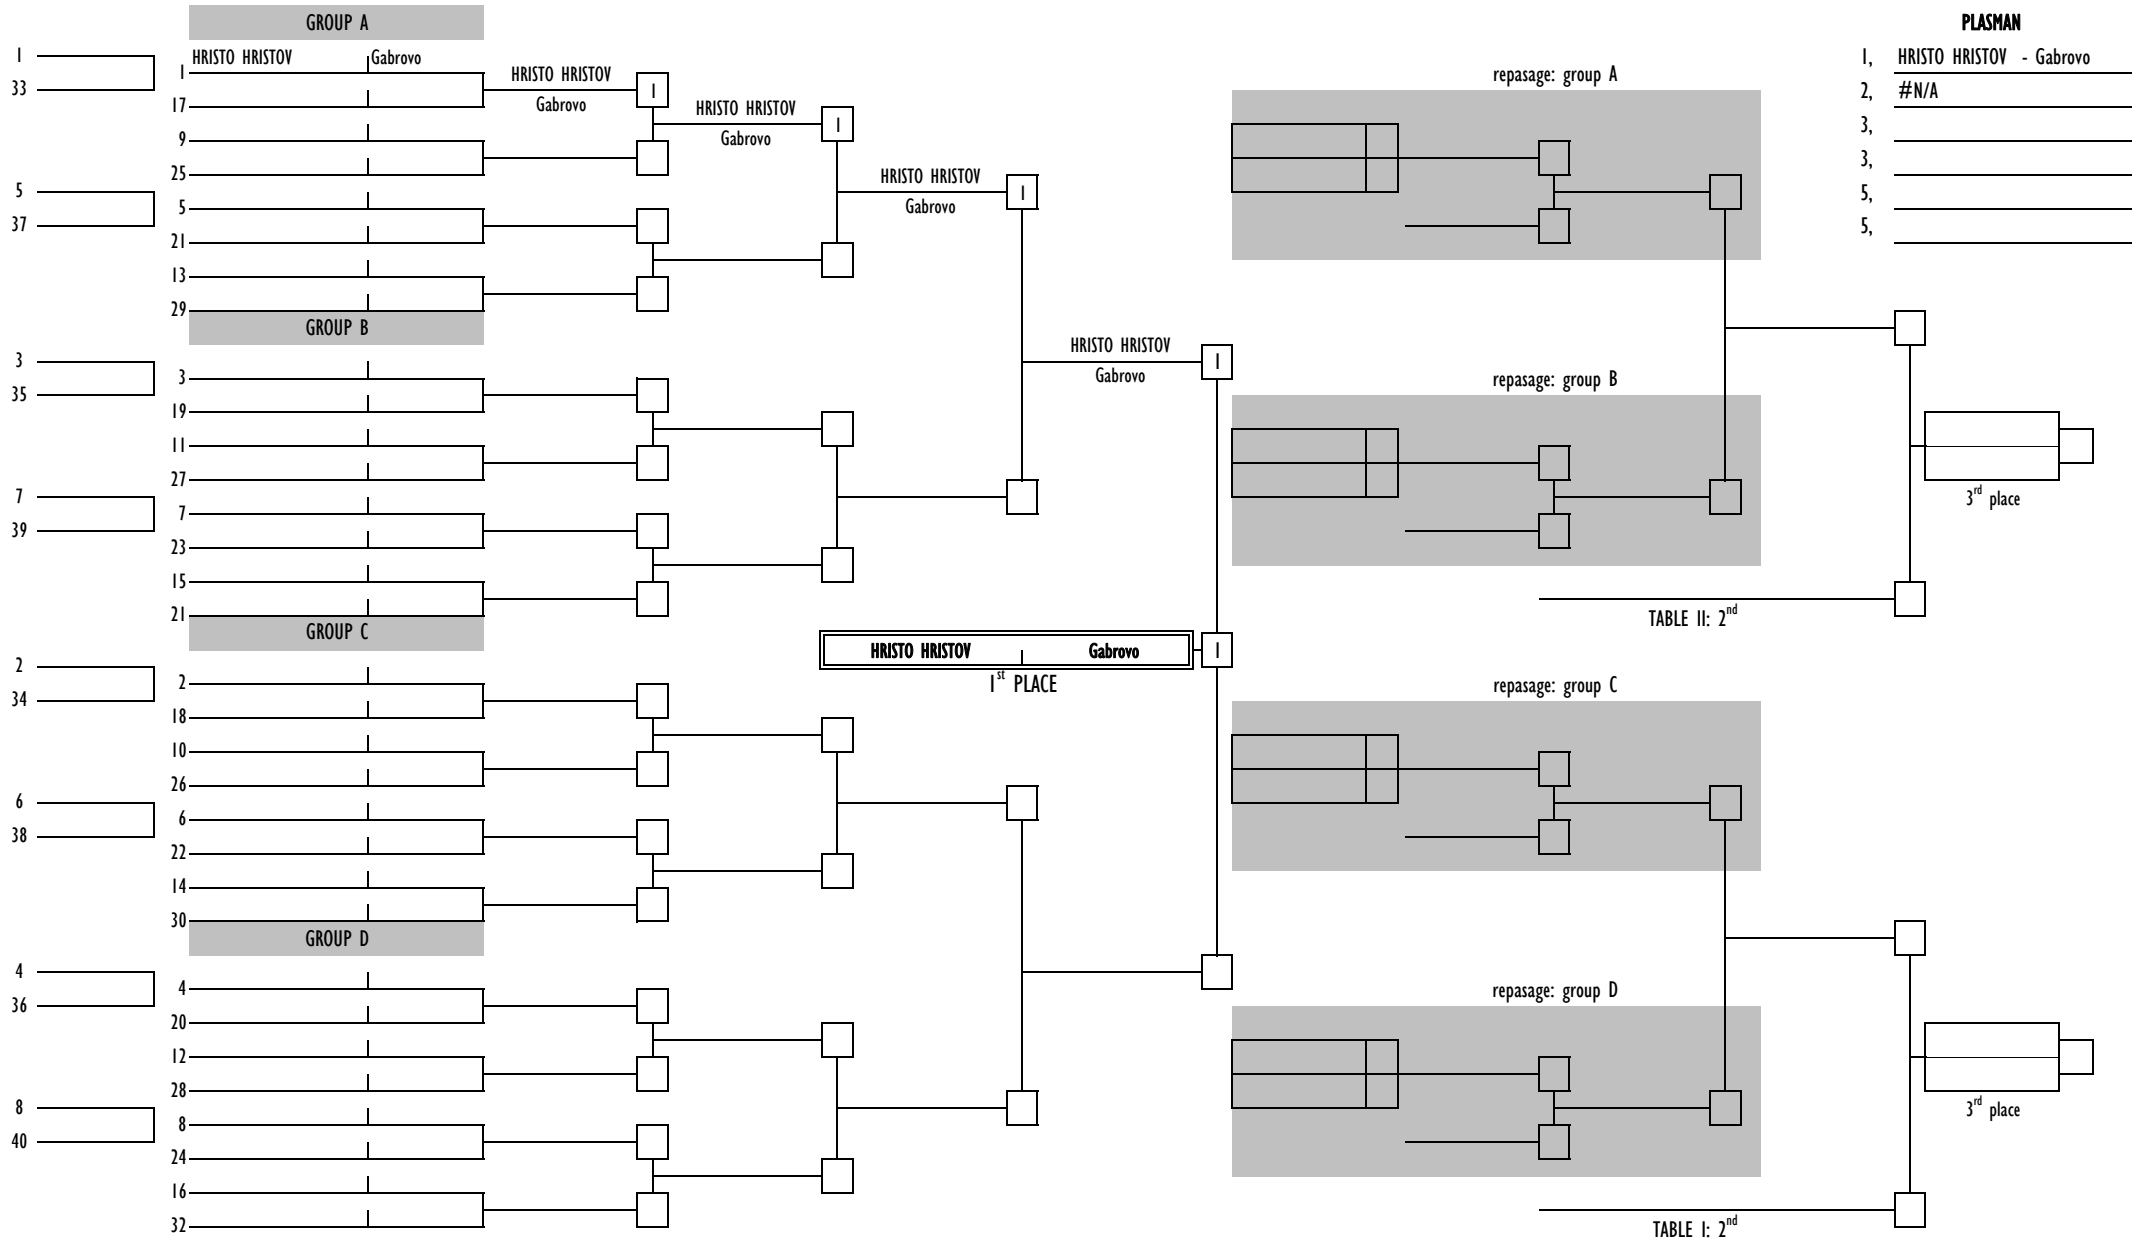 GROUP A
1
33
5
37
1 HRISTO HRISTOV Gabrovo
17
9
25
5
21
13
29
GROUP B
3
35
7
39
3
19
11
27
7
23
15
21
GROUP C
2
34
6
38
2
18
10
26
6
22
14
30
GROUP D
4
36
8
40
4
20
12
28
8
24
16
32
HRISTO HRISTOV
Gabrovo
1
HRISTO HRISTOV
Gabrovo
1
HRISTO HRISTOV
Gabrovo
1
HRISTO HRISTOV
Gabrovo
1
HRISTO HRISTOV Gabrovo 1
1st PLACE
repasage: group A
repasage: group B
TABLE II: 2nd
3rd place
repasage: group C
repasage: group D
TABLE I: 2nd
3rd place
PLASMAN
1, HRISTO HRISTOV - Gabrovo
2, #N/A
3,
3,
5,
5,